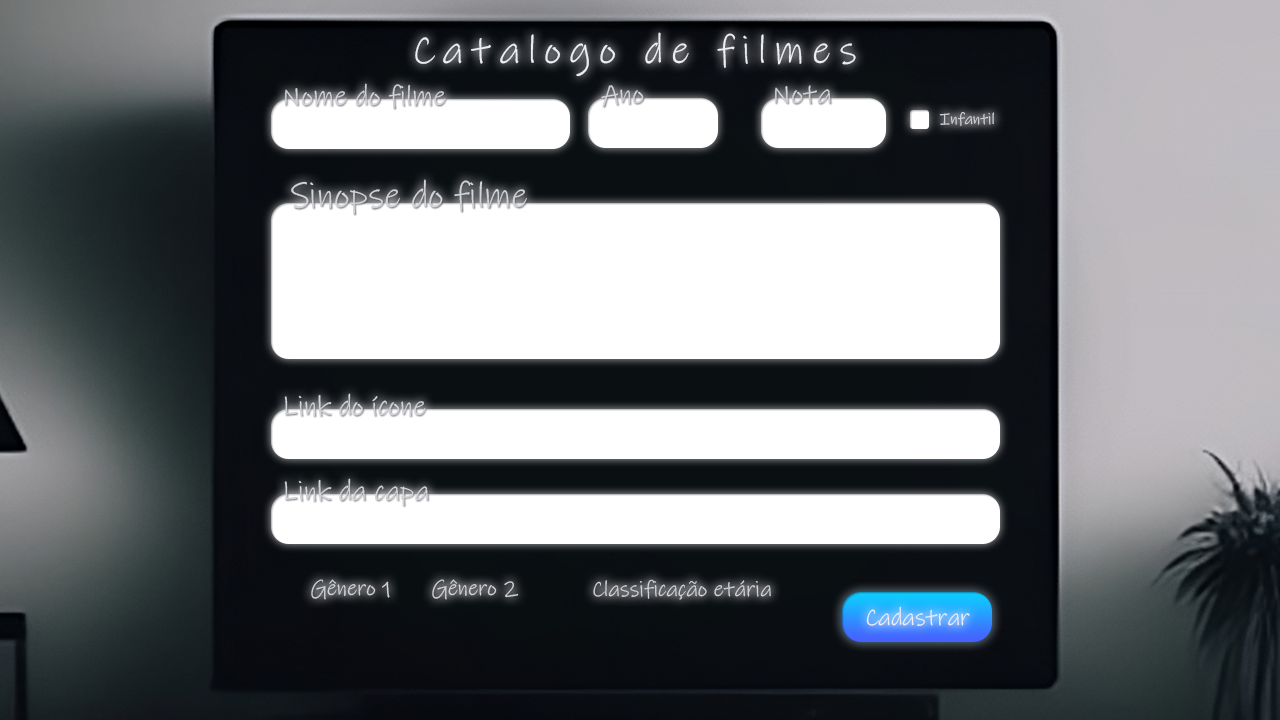 Catalogo de filmes
Nome do filme Ano Nota Infantil
Sinopse do filme
Link do ícone
Link da capa
Gênero 1 Gênero 2 Classificação etária
Cadastrar